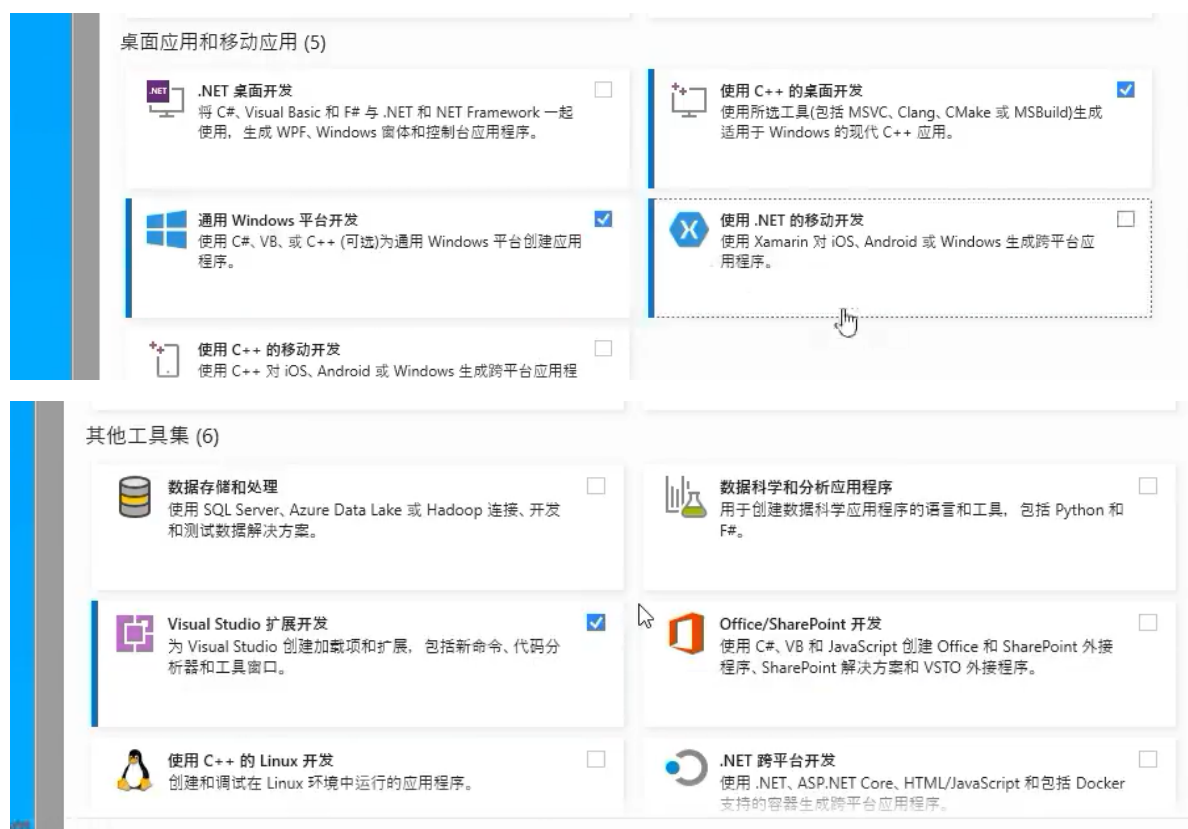 桌面应用和移动应用 (5)
.NET 桌面开发
将 C#、Visual Basic 和 F# 与 .NET 和 NET Framework 一起
使用，生成 WPF、Windows 窗体和控制台应用程序。
使用 C++ 的桌面开发
使用所选工具(包括 MSVC、Clang、CMake 或 MSBuild)生成
适用于 Windows 的现代 C++ 应用。
通用 Windows 平台开发
使用 C#、VB、或 C++ (可选)为通用 Windows 平台创建应用
程序。
使用 .NET 的移动开发
使用 Xamarin 对 iOS、Android 或 Windows 生成跨平台应
用程序。
使用 C++ 的移动开发
使用 C++ 对 iOS、Android 或 Windows 生成跨平台应用程
其他工具集 (6)
数据存储和处理
使用 SQL Server、Azure Data Lake 或 Hadoop 连接、开发
和测试数据解决方案。
数据科学和分析应用程序
用于创建数据科学应用程序的语言和工具，包括 Python 和
F#。
Visual Studio 扩展开发
为 Visual Studio 创建加载项和扩展，包括新命令、代码分
析器和工具窗口。
Office/SharePoint 开发
使用 C#、VB 和 JavaScript 创建 Office 和 SharePoint 外接
程序、SharePoint 解决方案和 VSTO 外接程序。
使用 C++ 的 Linux 开发
创建和调试在 Linux 环境中运行的应用程序。
.NET 跨平台开发
使用 .NET、ASP.NET Core、HTML/JavaScript 和包括 Docker
支持的容器生成跨平台应用程序。